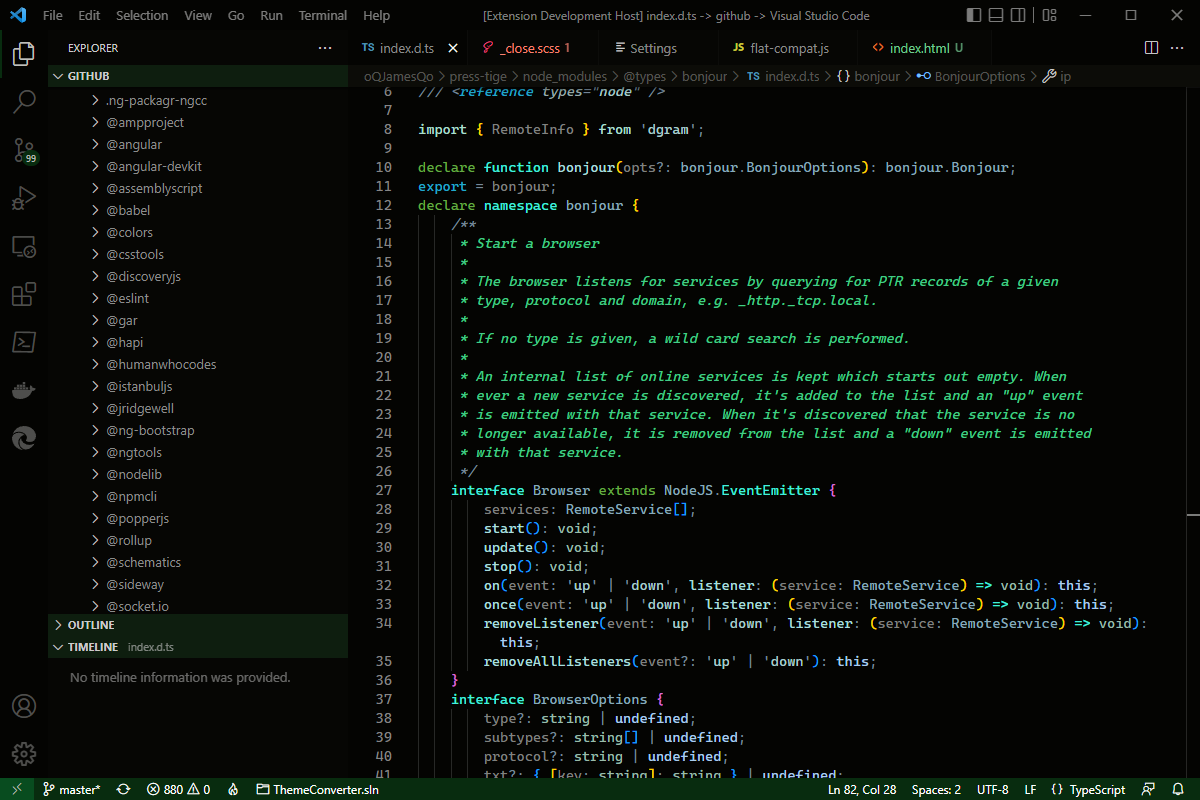 File Edit Selection View Go Run Terminal Help [Extension Development Host] index.d.ts -> github -> Visual Studio Code
EXPLORER
TS index.d.ts _close.scss 1 Settings JS flat-compat.js index.html U
GITHUB
.ng-packagr-ngcc
@ampproject
@angular
@angular-devkit
@assemblyscript
@babel
@colors
@csstools
@discoveryjs
@eslint
@gar
@hapi
@humanwhocodes
@istanbuljs
@jridgewell
@ng-bootstrap
@ngtools
@nodelib
@npmcli
@popperjs
@rollup
@schematics
@sideway
@socket.io
99
OUTLINE
TIMELINE index.d.ts
No timeline information was provided.
oQJamesQo > press-tige > node_modules > @types > bonjour > TS index.d.ts > {} bonjour > BonjourOptions > ip
6 /// <reference types="node" />
7
8 import { RemoteInfo } from 'dgram';
9
10 declare function bonjour(opts?: bonjour.BonjourOptions): bonjour.Bonjour;
11 export = bonjour;
12 declare namespace bonjour {
13 /**
14 * Start a browser
15 *
16 * The browser listens for services by querying for PTR records of a given
17 * type, protocol and domain, e.g. _http._tcp.local.
18 *
19 * If no type is given, a wild card search is performed.
20 *
21 * An internal list of online services is kept which starts out empty. When
22 * ever a new service is discovered, it's added to the list and an "up" event
23 * is emitted with that service. When it's discovered that the service is no
24 * longer available, it is removed from the list and a "down" event is emitted
25 * with that service.
26 */
27 interface Browser extends NodeJS.EventEmitter {
28 services: RemoteService[];
29 start(): void;
30 update(): void;
31 stop(): void;
32 on(event: 'up' | 'down', listener: (service: RemoteService) => void): this;
33 once(event: 'up' | 'down', listener: (service: RemoteService) => void): this;
34 removeListener(event: 'up' | 'down', listener: (service: RemoteService) => void):
this;
35 removeAllListeners(event?: 'up' | 'down'): this;
36 }
37 interface BrowserOptions {
38 type?: string | undefined;
39 subtypes?: string[] | undefined;
40 protocol?: string | undefined;
41 txt?: { [key: string]: string } | undefined;
master* 880 0 ThemeConverter.sln Ln 82, Col 28 Spaces: 2 UTF-8 LF {} TypeScript